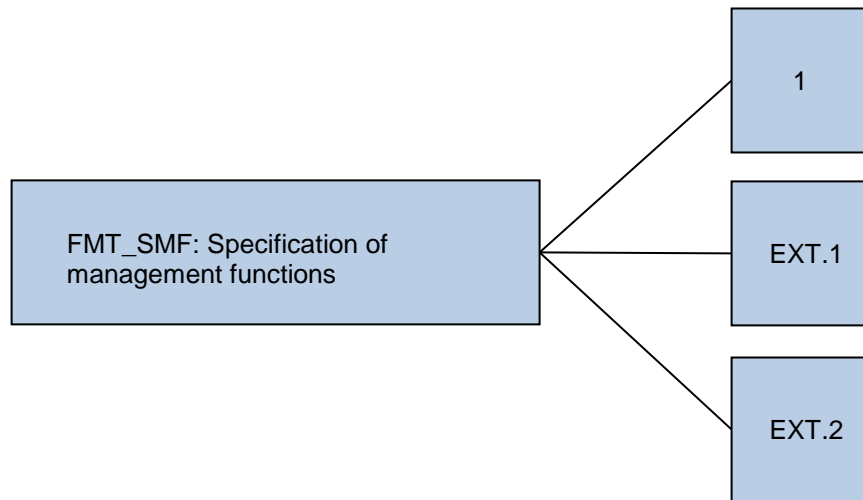 1
FMT_SMF: Specification of
management functions
EXT.1
EXT.2